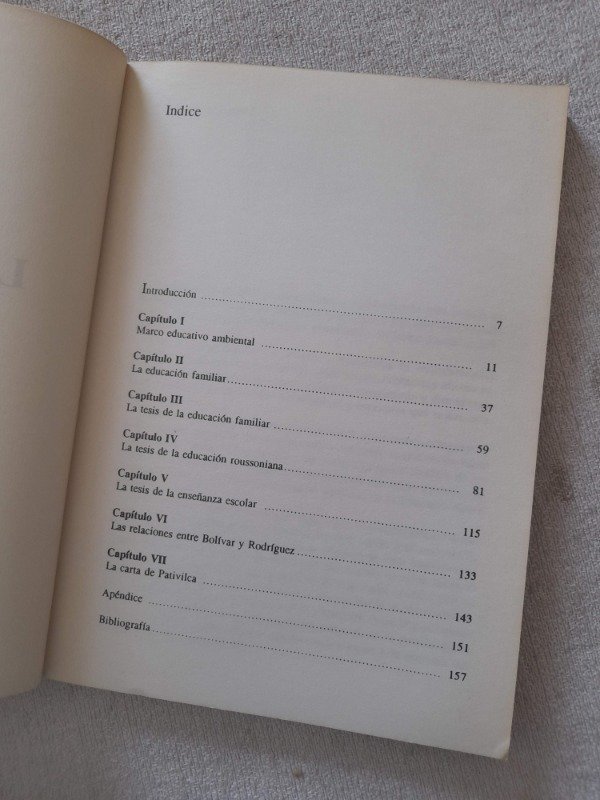 Indice
Introducción ........ 7
Capítulo I
Marco educativo ambiental ........ 11
Capítulo II
La educación familiar ........ 37
Capítulo III
La tesis de la educación familiar ........ 59
Capítulo IV
La tesis de la educación roussoniana ........ 81
Capítulo V
La tesis de la enseñanza escolar ........ 115
Capítulo VI
Las relaciones entre Bolívar y Rodríguez ........ 133
Capítulo VII
La carta de Pativilca ........ 143
Apéndice ........ 151
Bibliografía ........ 157